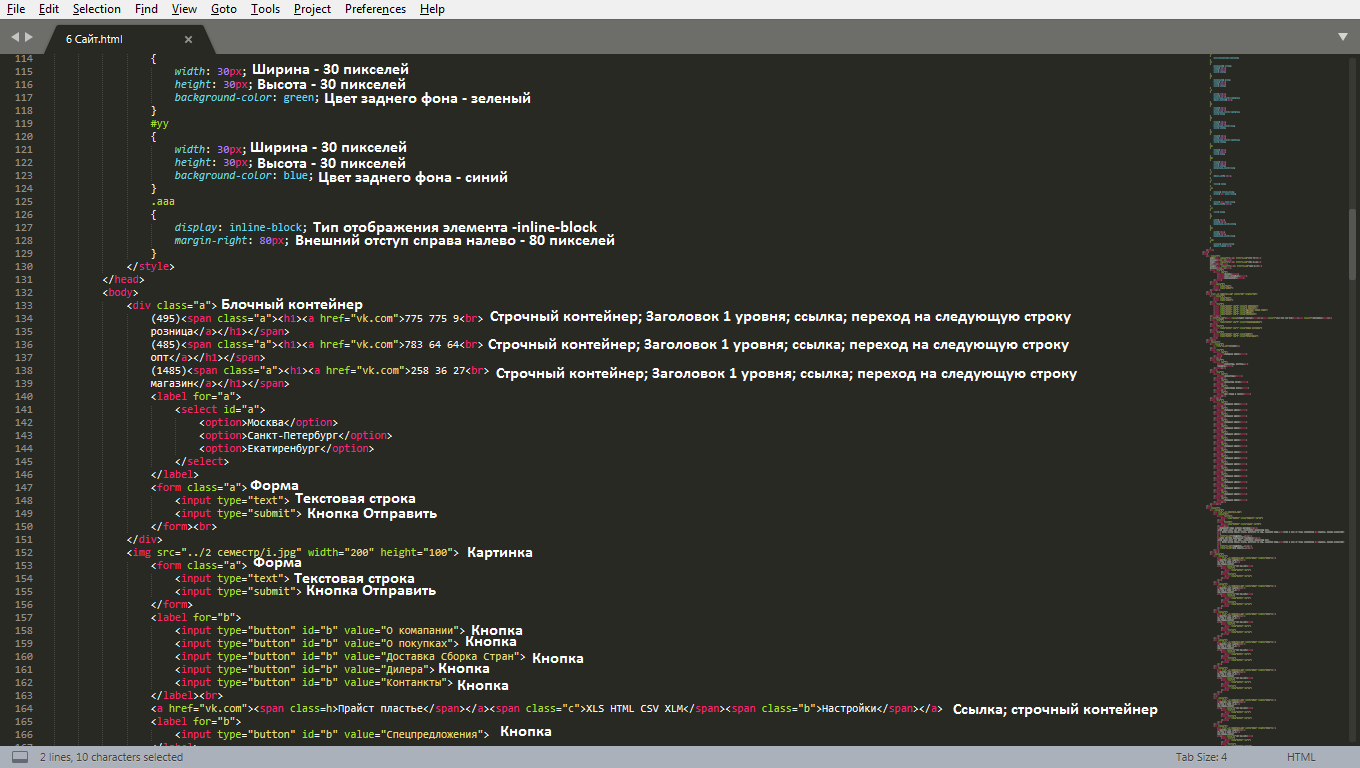 File Edit Selection Find View Goto Tools Project Preferences Help
6 Сайт.html ×
114 {
115 width: 30px; Ширина - 30 пикселей
116 height: 30px; Высота - 30 пикселей
117 background-color: green; Цвет заднего фона - зеленый
118 }
119 #yy
120 {
121 width: 30px; Ширина - 30 пикселей
122 height: 30px; Высота - 30 пикселей
123 background-color: blue; Цвет заднего фона - синий
124 }
125 .aaa
126 {
127 display: inline-block; Тип отображения элемента -inline-block
128 margin-right: 80px; Внешний отступ справа налево - 80 пикселей
129 }
130 </style>
131 </head>
132 <body>
133 <div class="a"> Блочный контейнер
134 (495)<span class="a"><h1><a href="vk.com">775 775 9<br> Строчный контейнер; Заголовок 1 уровня; ссылка; переход на следующую строку
135 розница</a></h1></span>
136 (485)<span class="a"><h1><a href="vk.com">783 64 64<br> Строчный контейнер; Заголовок 1 уровня; ссылка; переход на следующую строку
137 опт</a></h1></span>
138 (1485)<span class="a"><h1><a href="vk.com">258 36 27<br> Строчный контейнер; Заголовок 1 уровня; ссылка; переход на следующую строку
139 магазин</a></h1></span>
140 <label for="a">
141 <select id="a">
142 <option>Москва</option>
143 <option>Санкт-Петербург</option>
144 <option>Екатиренбург</option>
145 </select>
146 </label>
147 <form class="a"> Форма
148 <input type="text"> Текстовая строка
149 <input type="submit"> Кнопка Отправить
150 </form><br>
151 </div>
152 <img src="../2 семестр/i.jpg" width="200" height="100"> Картинка
153 <form class="a"> Форма
154 <input type="text"> Текстовая строка
155 <input type="submit"> Кнопка Отправить
156 </form>
157 <label for="b">
158 <input type="button" id="b" value="О комапании"> Кнопка
159 <input type="button" id="b" value="О покупках"> Кнопка
160 <input type="button" id="b" value="Доставка Сборка Стран"> Кнопка
161 <input type="button" id="b" value="Дилера"> Кнопка
162 <input type="button" id="b" value="Контанкты"> Кнопка
163 </label><br>
164 <a href="vk.com"><span class=h>Прайст пластье</span></a><span class="c">XLS HTML CSV XLM</span><span class="b">Настройки</span></a> Ссылка; строчный контейнер
165 <label for="b">
166 <input type="button" id="b" value="Спецпредложения"> Кнопка
167 </label>
2 lines, 10 characters selected Tab Size: 4 HTML